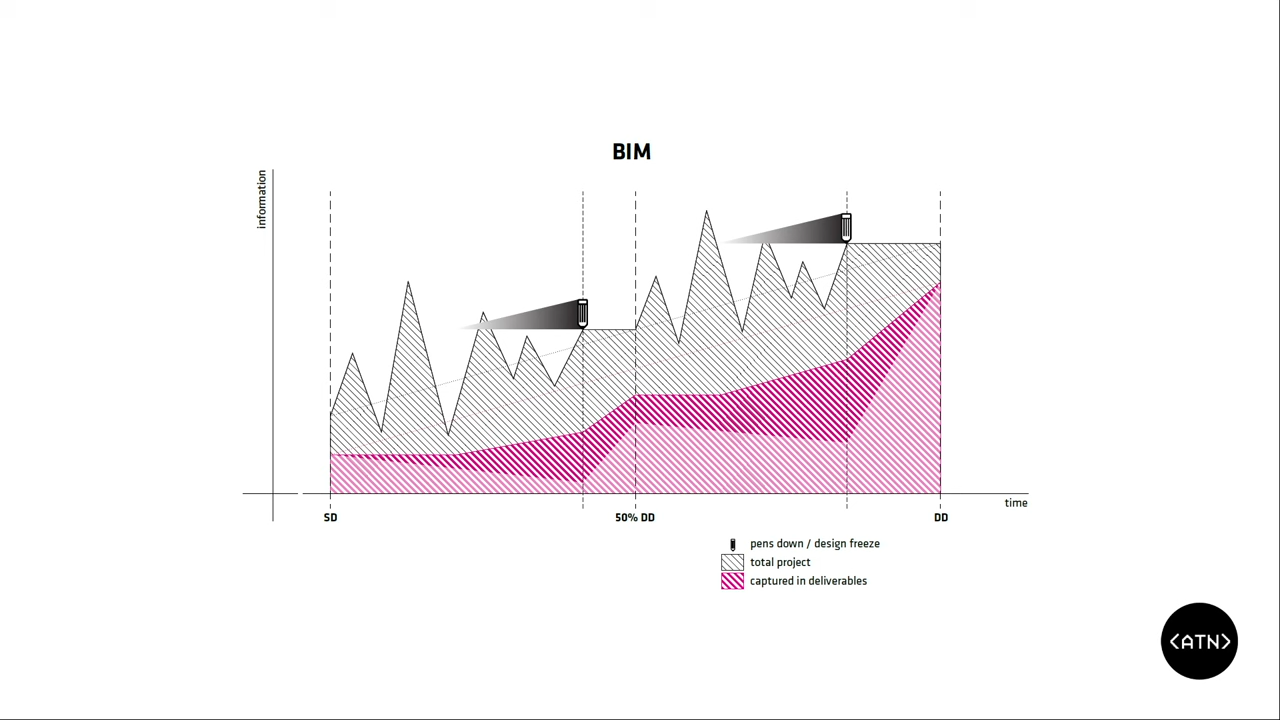 BIM
information
time
SD
50% DD
DD
pens down / design freeze
total project
captured in deliverables
<ATN>